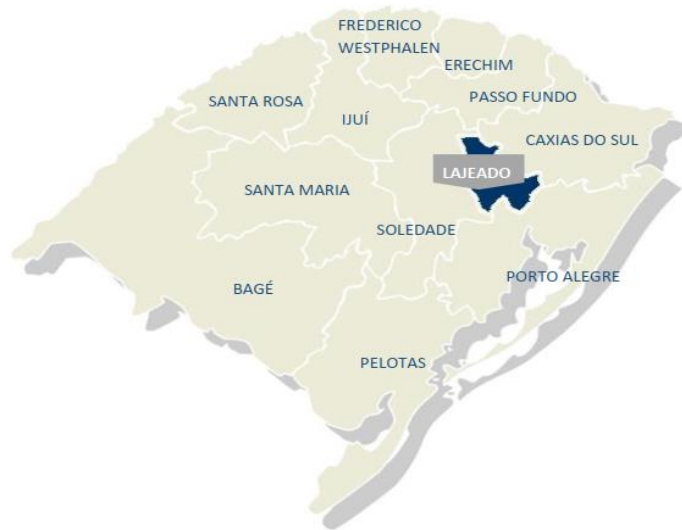 FREDERICO
WESTPHALEN
ERECHIM
SANTA ROSA
PASSO FUNDO
IJUÍ
CAXIAS DO SUL
LAJEADO
SANTA MARIA
SOLEDADE
PORTO ALEGRE
BAGÉ
PELOTAS